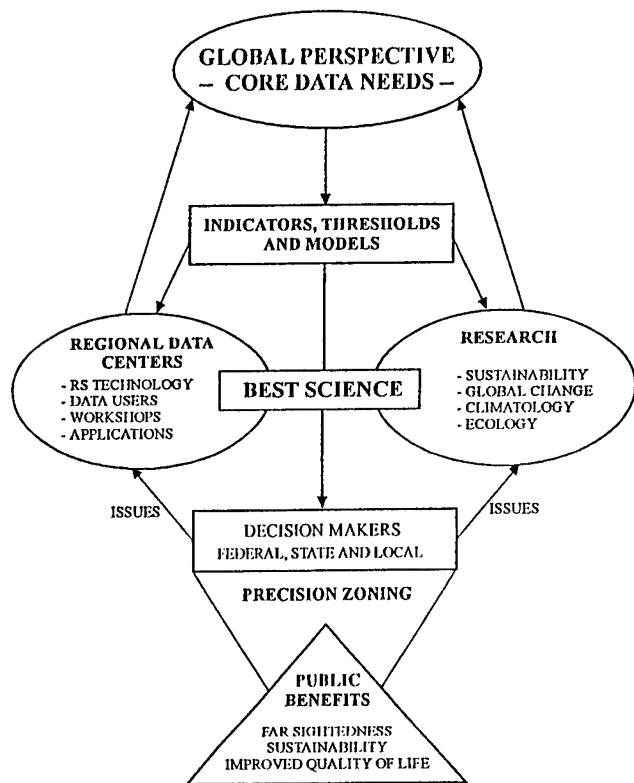 GLOBAL PERSPECTIVE
– CORE DATA NEEDS –
INDICATORS, THRESHOLDS
AND MODELS
REGIONAL DATA
CENTERS
- RS TECHNOLOGY
- DATA USERS
- WORKSHOPS
- APPLICATIONS
RESEARCH
- SUSTAINABILITY
- GLOBAL CHANGE
- CLIMATOLOGY
- ECOLOGY
BEST SCIENCE
ISSUES
ISSUES
DECISION MAKERS
FEDERAL, STATE AND LOCAL
PRECISION ZONING
PUBLIC
BENEFITS
FAR SIGHTEDNESS
SUSTAINABILITY
IMPROVED QUALITY OF LIFE